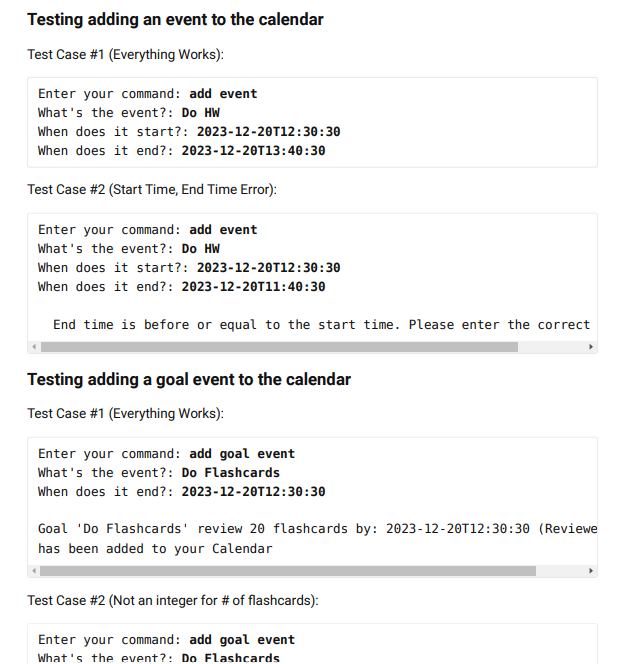 Testing adding an event to the calendar
Test Case #1 (Everything Works):
Enter your command: add event
What's the event?: Do HW
When does it start?: 2023-12-20T12:30:30
When does it end?: 2023-12-20T13:40:30
Test Case #2 (Start Time, End Time Error):
Enter your command: add event
What's the event?: Do HW
When does it start?: 2023-12-20T12:30:30
When does it end?: 2023-12-20T11:40:30
End time is before or equal to the start time. Please enter the correct
Testing adding a goal event to the calendar
Test Case #1 (Everything Works):
Enter your command: add goal event
What's the event?: Do Flashcards
When does it end?: 2023-12-20T12:30:30
Goal 'Do Flashcards' review 20 flashcards by: 2023-12-20T12:30:30 (Reviewe
has been added to your Calendar
Test Case #2 (Not an integer for # of flashcards):
Enter your command: add goal event
What's the event?: Do Flashcards